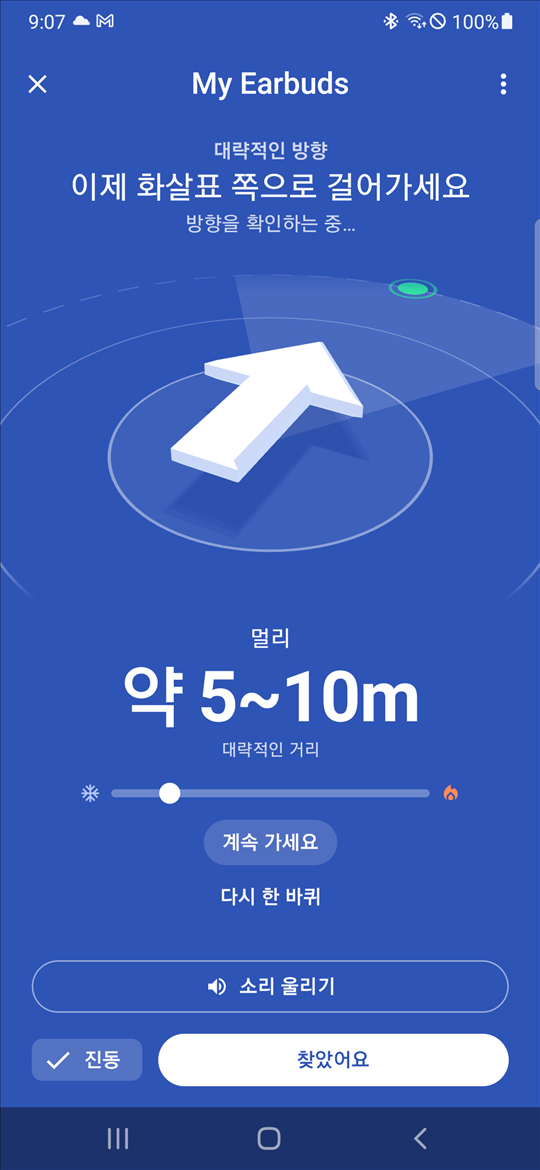 9:07
100%
My Earbuds
대략적인 방향
이제 화살표 쪽으로 걸어가세요
방향을 확인하는 중...
멀리
약 5~10m
대략적인 거리
계속 가세요
다시 한 바퀴
소리 울리기
진동
찾았어요